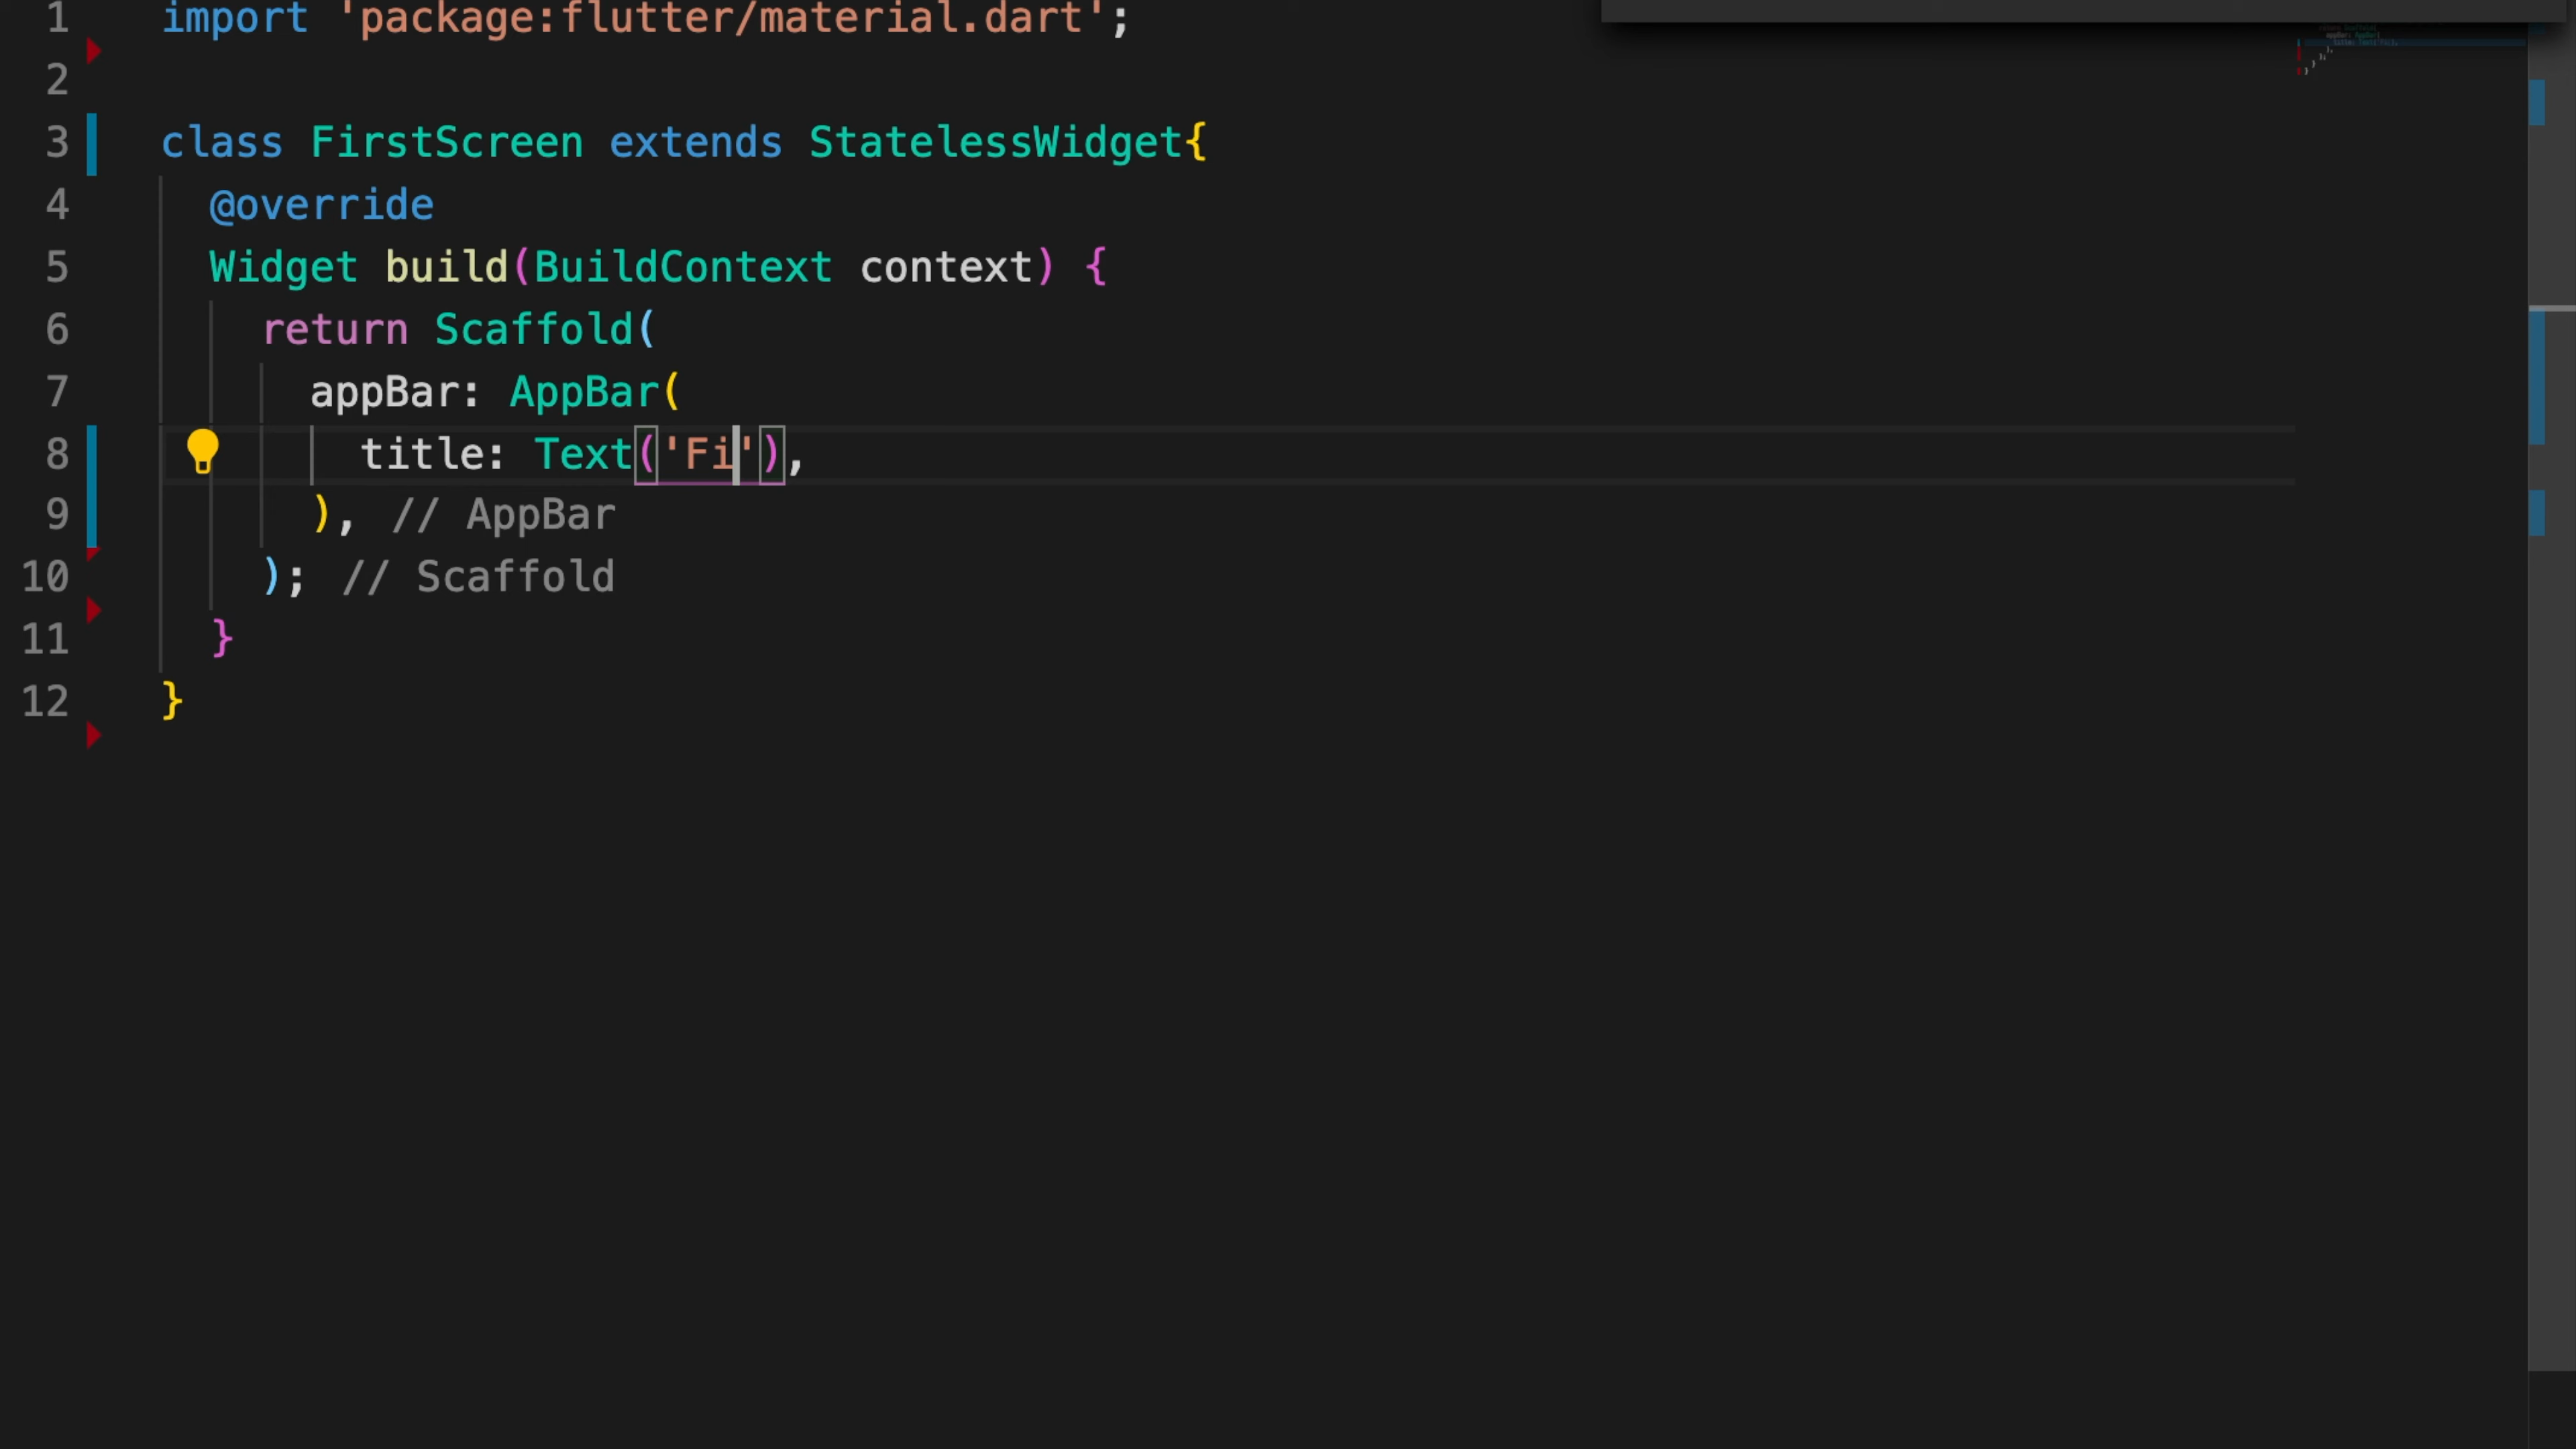 1 import 'package:flutter/material.dart';
2
3 class FirstScreen extends StatelessWidget{
4 @override
5 Widget build(BuildContext context) {
6 return Scaffold(
7 appBar: AppBar(
8 title: Text('Fi'),
9 ), // AppBar
10 ); // Scaffold
11 }
12 }